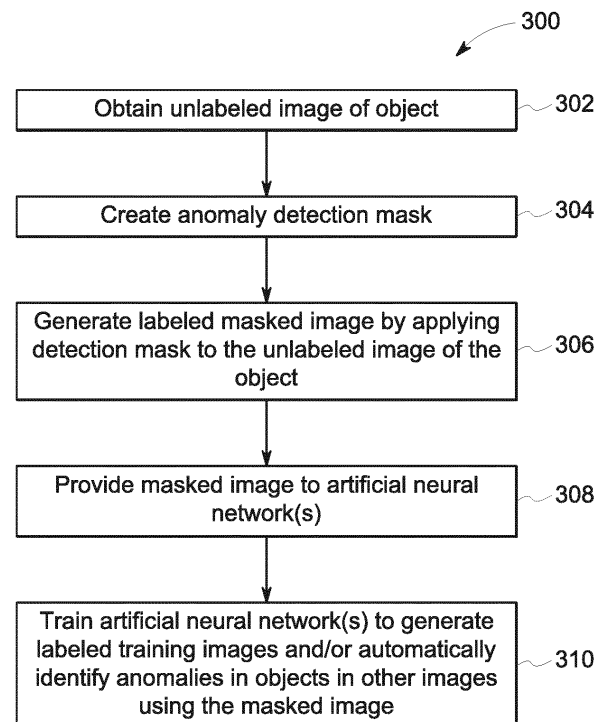 300
Obtain unlabeled image of object
302
Create anomaly detection mask
304
Generate labeled masked image by applying
detection mask to the unlabeled image of the
object
306
Provide masked image to artificial neural
network(s)
308
Train artificial neural network(s) to generate
labeled training images and/or automatically
identify anomalies in objects in other images
using the masked image
310